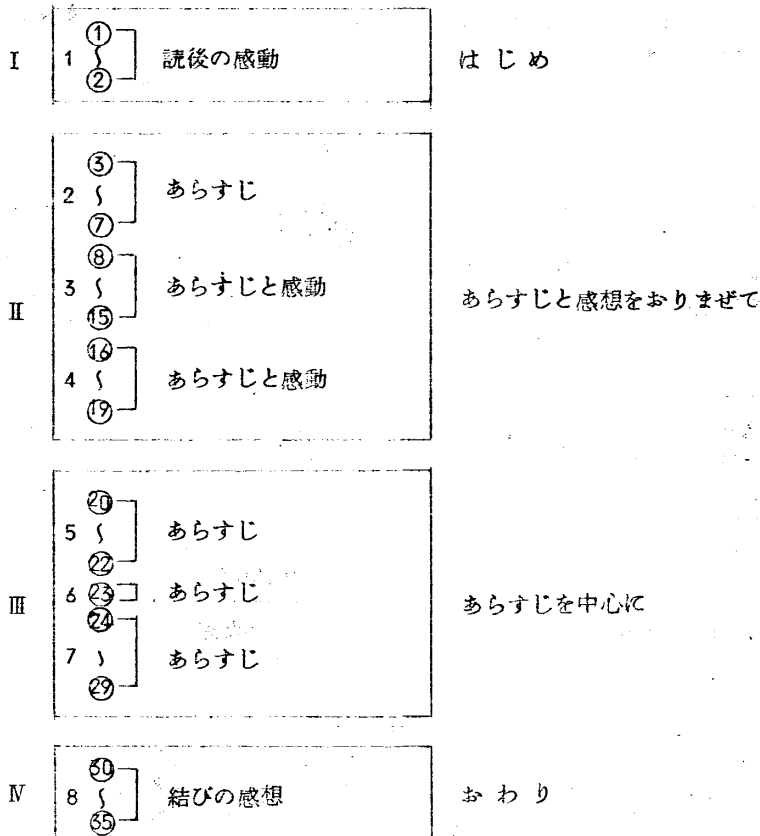 ①
Ⅰ 1 〜 読後の感動 はじめ
②
③
2 〜 あらすじ
⑦
⑧
3 〜 あらすじと感動 あらすじと感想をおりまぜて
Ⅱ ⑮
⑯
4 〜 あらすじと感動
⑲
⑳
5 〜 あらすじ
㉒
Ⅲ 6 ㉓ あらすじ あらすじを中心に
㉔
7 〜 あらすじ
㉙
㉚
Ⅳ 8 〜 結びの感想 おわり
㉟